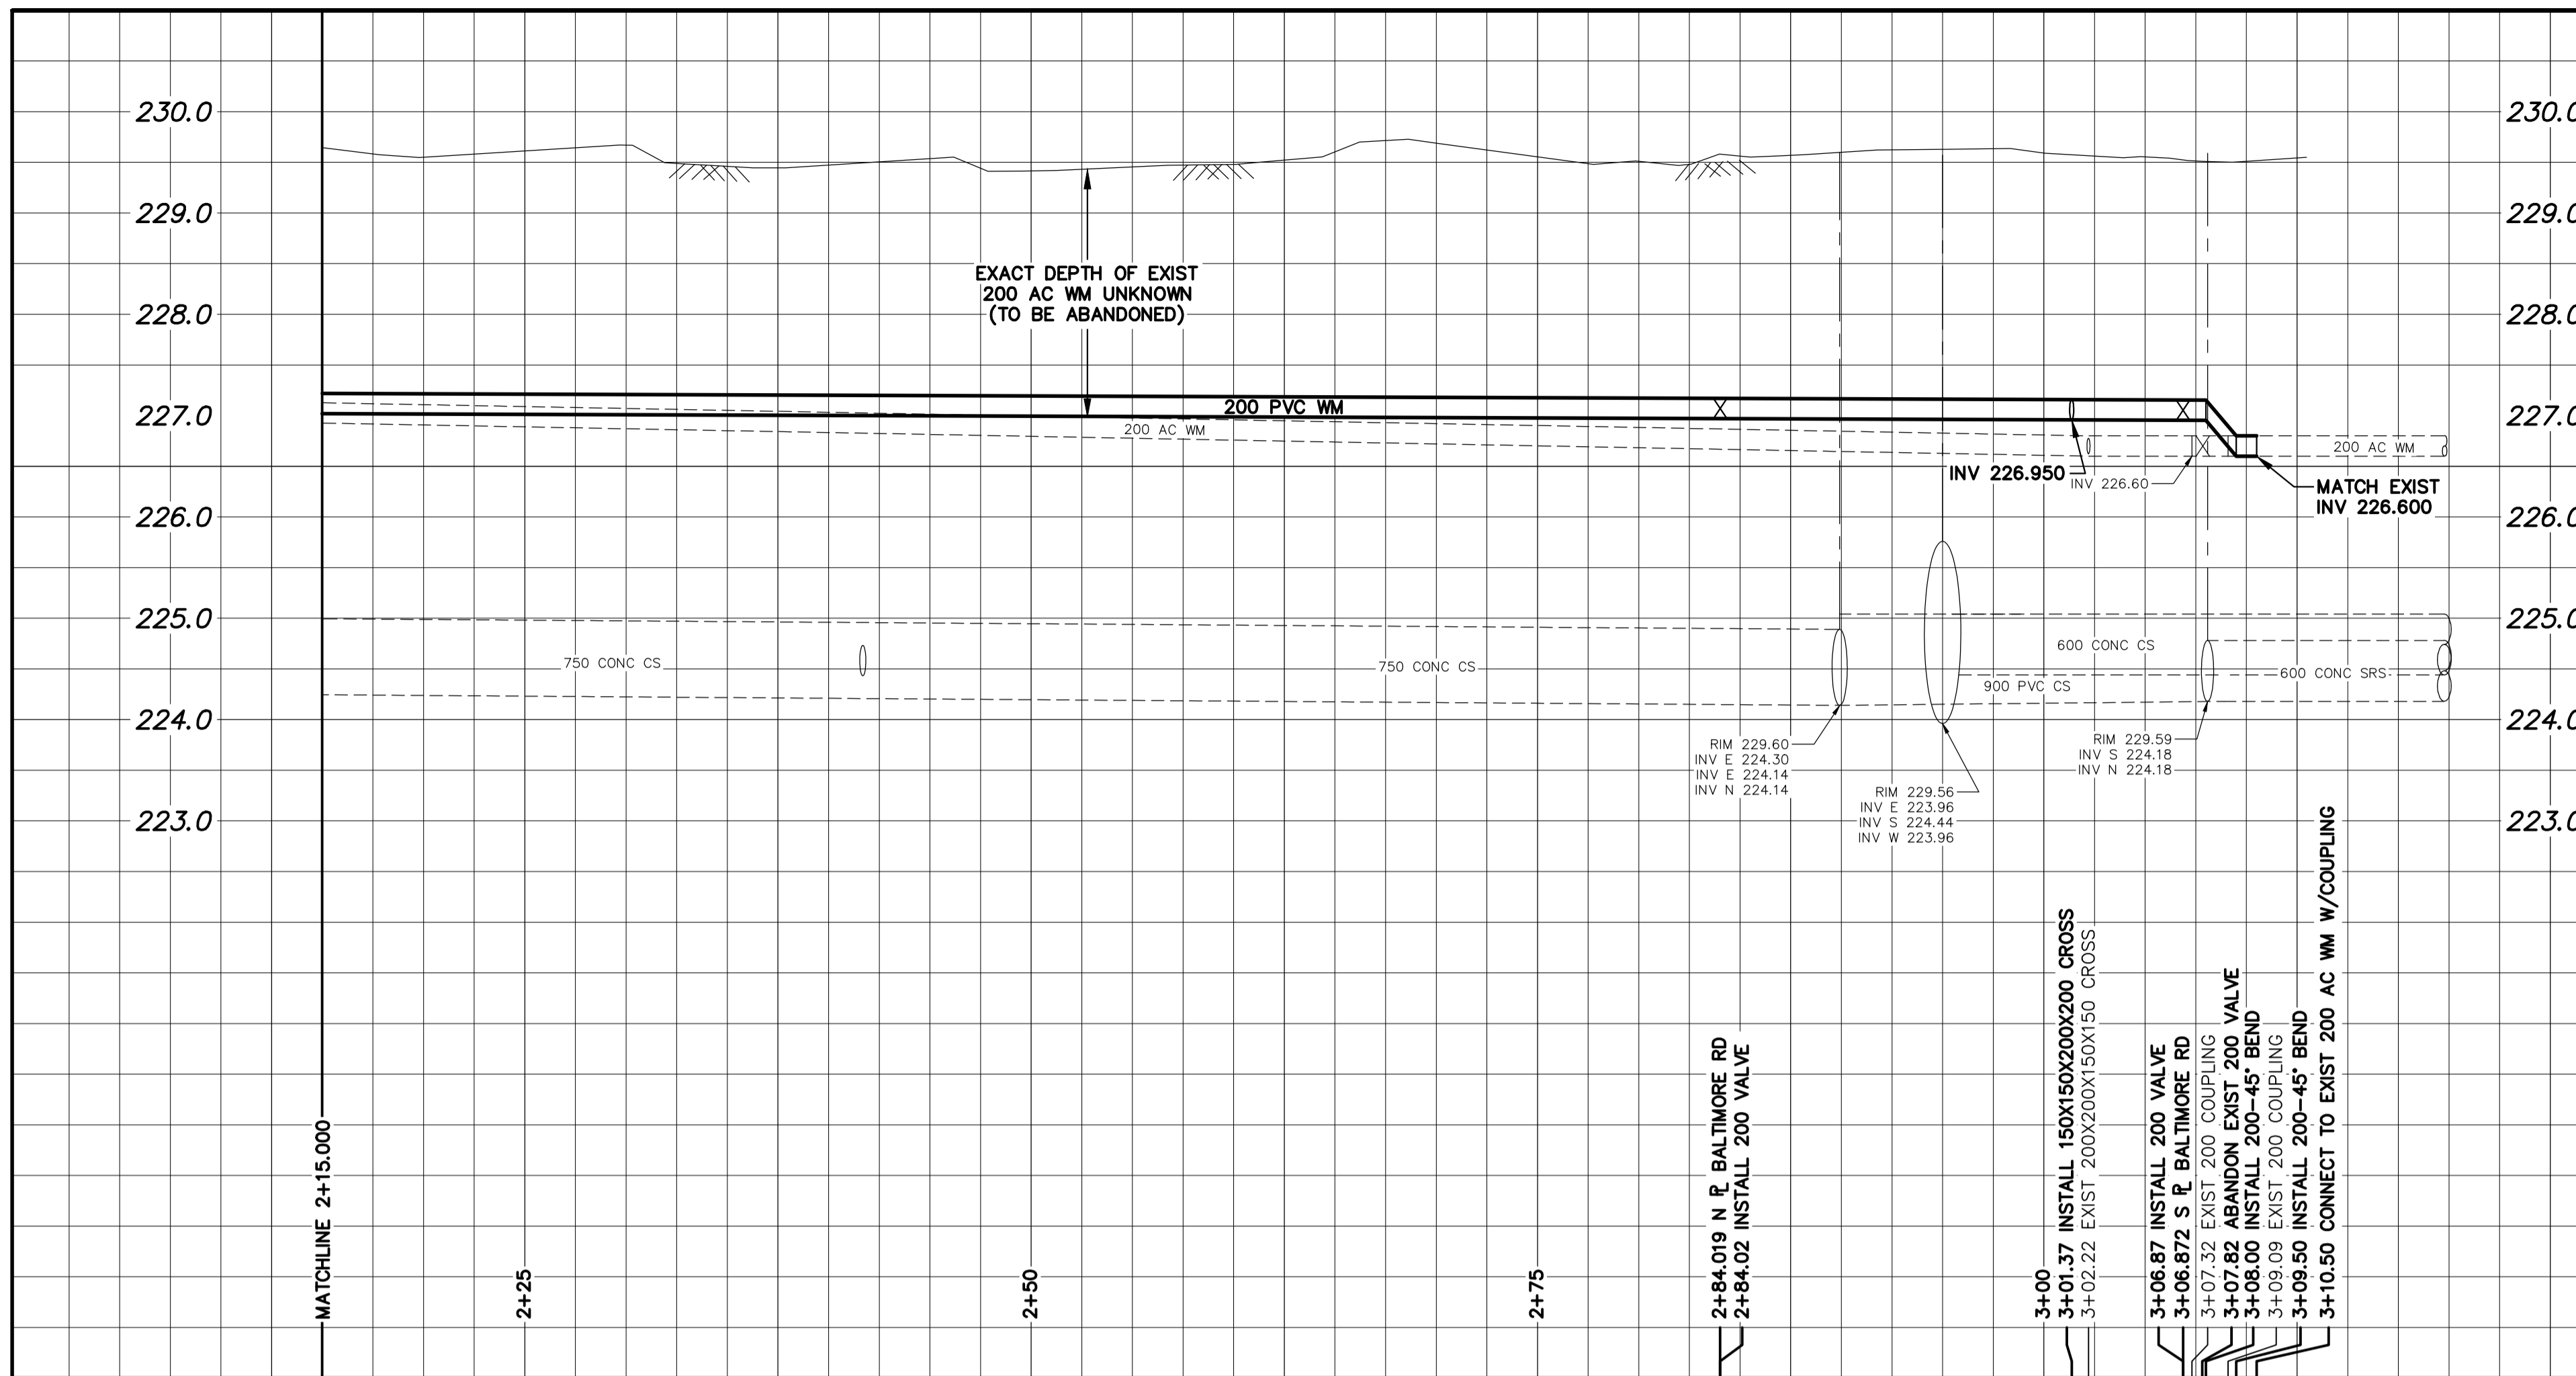 230.0
230.0
229.0
229.0
EXACT DEPTH OF EXIST
200 AC WM UNKNOWN
(TO BE ABANDONED)
228.0
228.0
227.0
200 PVC WM
227.0
200 AC WM
200 AC WM
INV 226.950
INV 226.60
MATCH EXIST
INV 226.600
226.0
226.0
225.0
225.0
750 CONC CS
750 CONC CS
600 CONC CS
900 PVC CS
600 CONC SRS
224.0
224.0
RIM 229.60
INV E 224.30
INV E 224.14
INV N 224.14
RIM 229.56
INV E 223.96
INV S 224.44
INV W 223.96
RIM 229.59
INV S 224.18
INV N 224.18
223.0
223.0
MATCHLINE 2+15.000
2+25
2+50
2+75
2+84.019 N PL BALTIMORE RD
2+84.02 INSTALL 200 VALVE
3+00
3+01.37 INSTALL 150X150X200X200 CROSS
3+02.22 EXIST 200X200X150X150 CROSS
3+06.87 INSTALL 200 VALVE
3+06.872 S PL BALTIMORE RD
3+07.32 EXIST 200 COUPLING
3+07.82 ABANDON EXIST 200 VALVE
3+08.00 INSTALL 200-45° BEND
3+09.09 EXIST 200 COUPLING
3+09.50 INSTALL 200-45° BEND
3+10.50 CONNECT TO EXIST 200 AC WM W/COUPLING